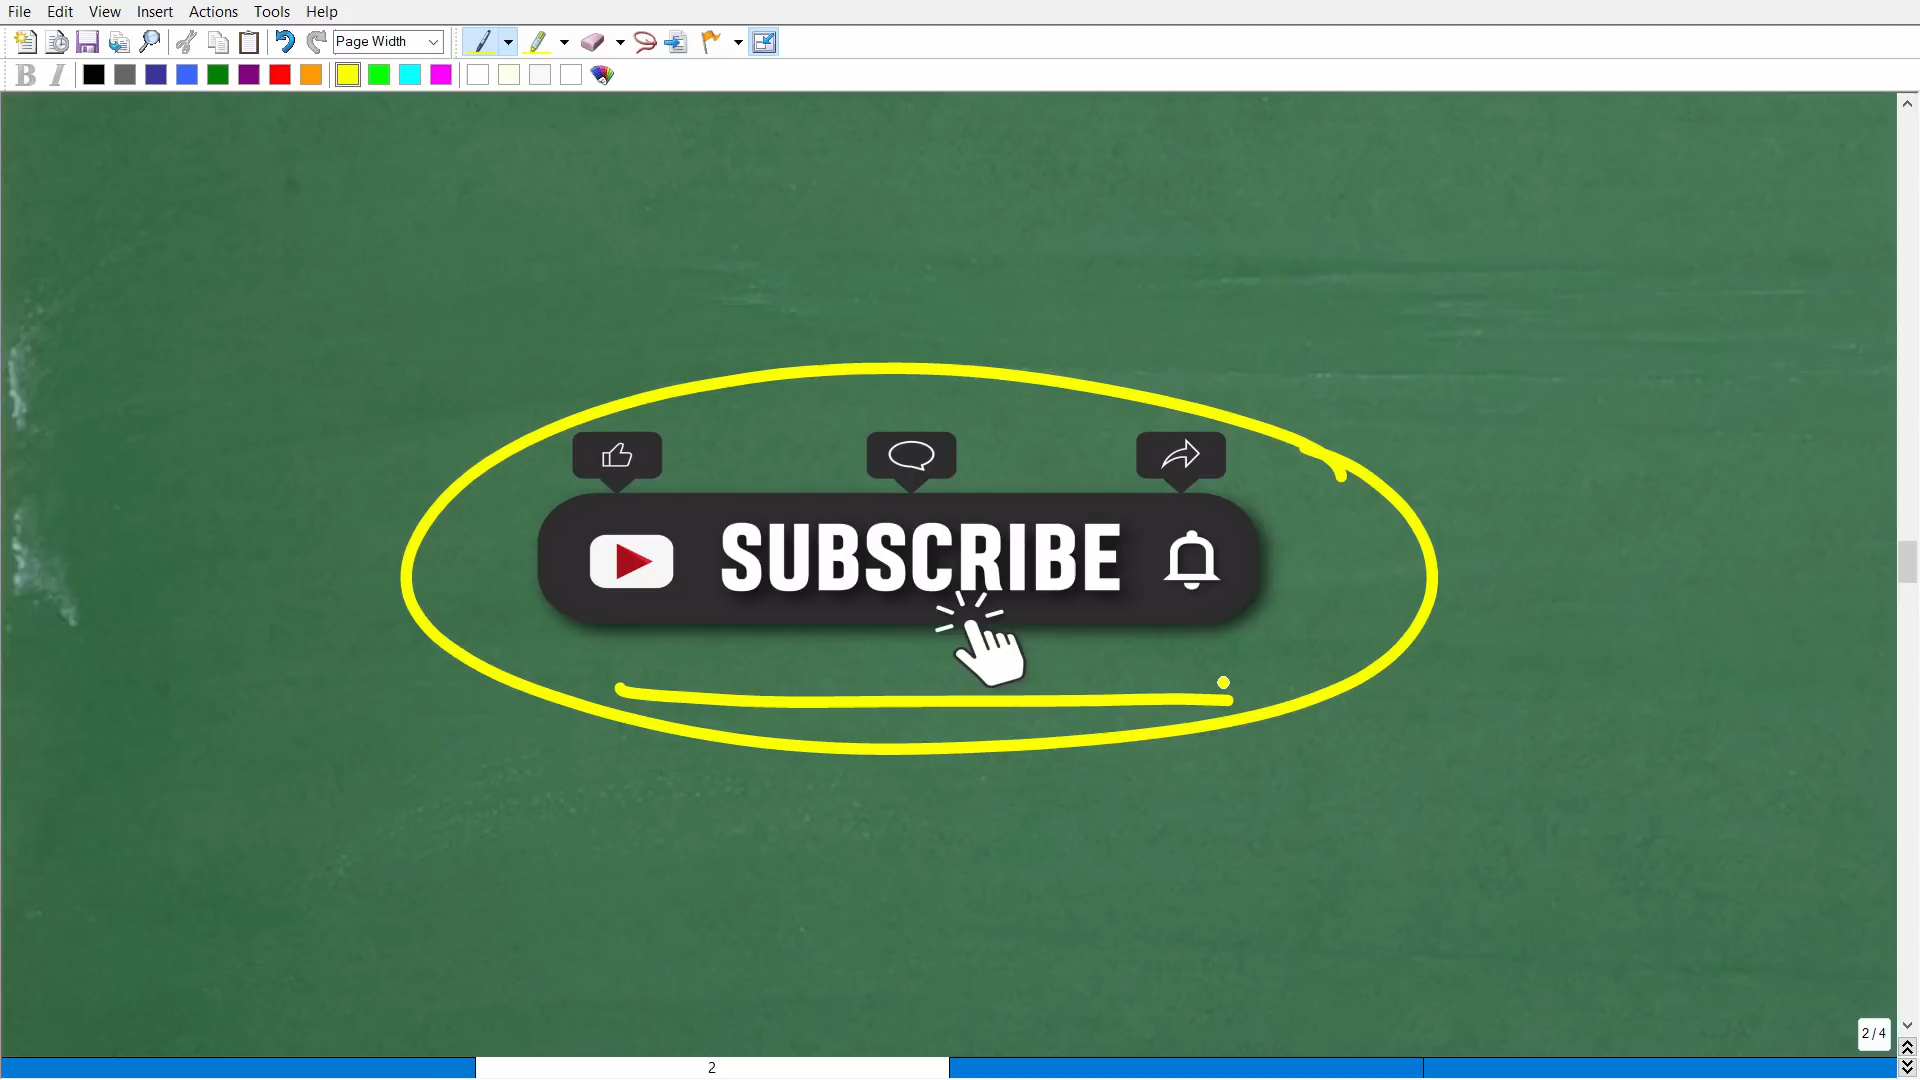 File Edit View Insert Actions Tools Help
Page Width
B I
SUBSCRIBE
2 / 4
2